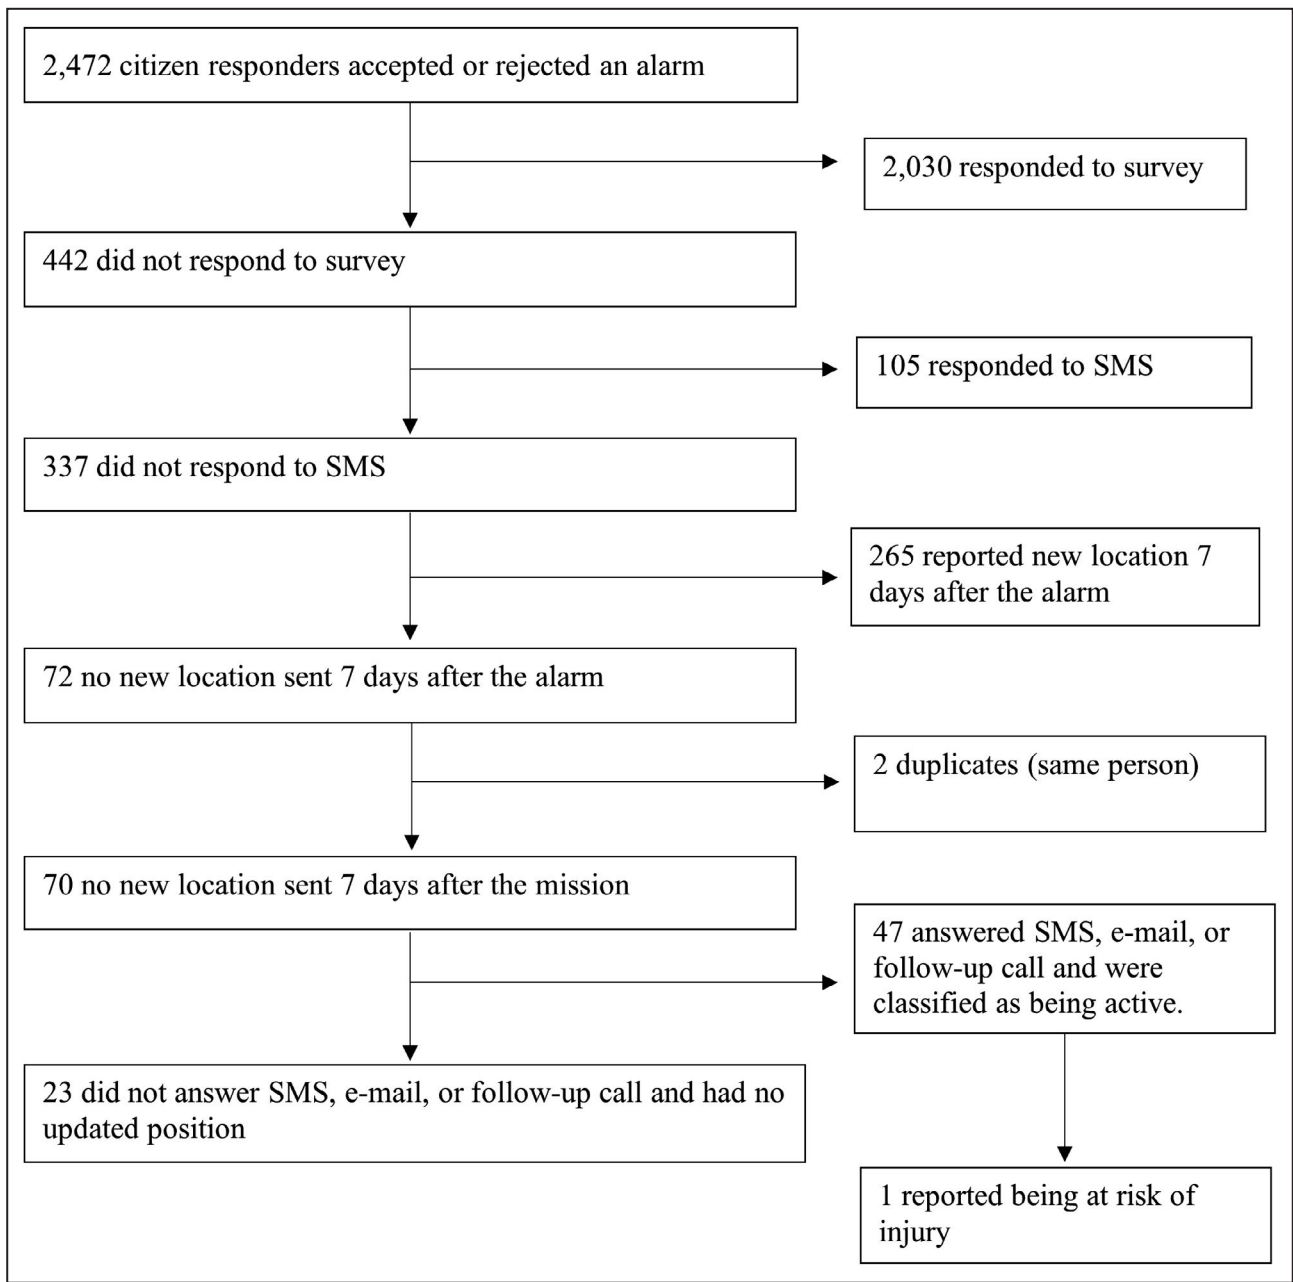 2,472 citizen responders accepted or rejected an alarm
2,030 responded to survey
442 did not respond to survey
105 responded to SMS
337 did not respond to SMS
265 reported new location 7
days after the alarm
72 no new location sent 7 days after the alarm
2 duplicates (same person)
70 no new location sent 7 days after the mission
47 answered SMS, e-mail, or
follow-up call and were
classified as being active.
23 did not answer SMS, e-mail, or follow-up call and had no
updated position
1 reported being at risk of
injury